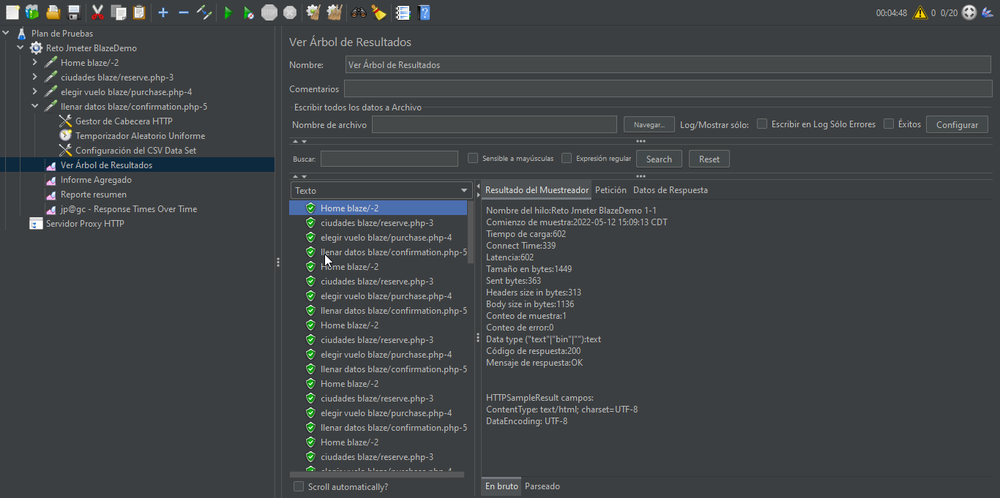 00:04:48 0 0/20
Plan de Pruebas
Reto Jmeter BlazeDemo
Home blaze/-2
ciudades blaze/reserve.php-3
elegir vuelo blaze/purchase.php-4
llenar datos blaze/confirmation.php-5
Gestor de Cabecera HTTP
Temporizador Aleatorio Uniforme
Configuración del CSV Data Set
Ver Árbol de Resultados
Informe Agregado
Reporte resumen
jp@gc - Response Times Over Time
Servidor Proxy HTTP
Ver Árbol de Resultados
Nombre: Ver Árbol de Resultados
Comentarios
Escribir todos los datos a Archivo
Nombre de archivo Navegar... Log/Mostrar sólo: Escribir en Log Sólo Errores Éxitos Configurar
Buscar: Sensible a mayúsculas Expresión regular Search Reset
Texto
Home blaze/-2
ciudades blaze/reserve.php-3
elegir vuelo blaze/purchase.php-4
llenar datos blaze/confirmation.php-5
Home blaze/-2
ciudades blaze/reserve.php-3
elegir vuelo blaze/purchase.php-4
llenar datos blaze/confirmation.php-5
Home blaze/-2
ciudades blaze/reserve.php-3
elegir vuelo blaze/purchase.php-4
llenar datos blaze/confirmation.php-5
Home blaze/-2
ciudades blaze/reserve.php-3
elegir vuelo blaze/purchase.php-4
llenar datos blaze/confirmation.php-5
Home blaze/-2
ciudades blaze/reserve.php-3
elegir vuelo blaze/purchase.php-4
Scroll automatically?
Resultado del Muestreador Petición Datos de Respuesta
Nombre del hilo:Reto Jmeter BlazeDemo 1-1
Comienzo de muestra:2022-05-12 15:09:13 CDT
Tiempo de carga:602
Connect Time:339
Latencia:602
Tamaño en bytes:1449
Sent bytes:363
Headers size in bytes:313
Body size in bytes:1136
Conteo de muestra:1
Conteo de error:0
Data type ("text"|"bin"|""):text
Código de respuesta:200
Mensaje de respuesta:OK
HTTPSampleResult campos:
ContentType: text/html; charset=UTF-8
DataEncoding: UTF-8
En bruto Parseado